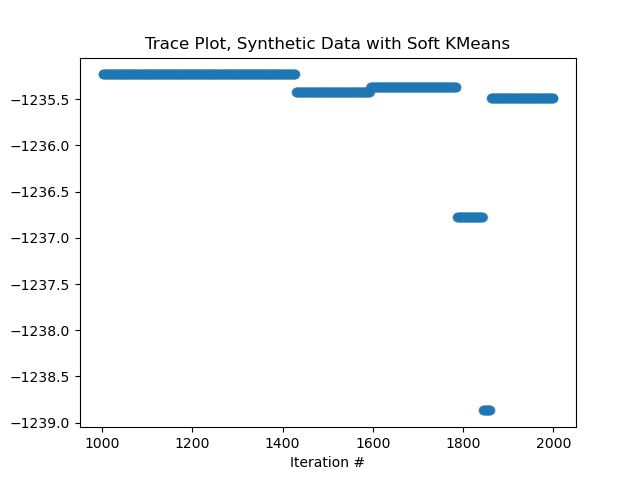 Trace Plot, Synthetic Data with Soft KMeans
−1235.5
−1236.0
−1236.5
−1237.0
−1237.5
−1238.0
−1238.5
−1239.0
1000 1200 1400 1600 1800 2000
Iteration #